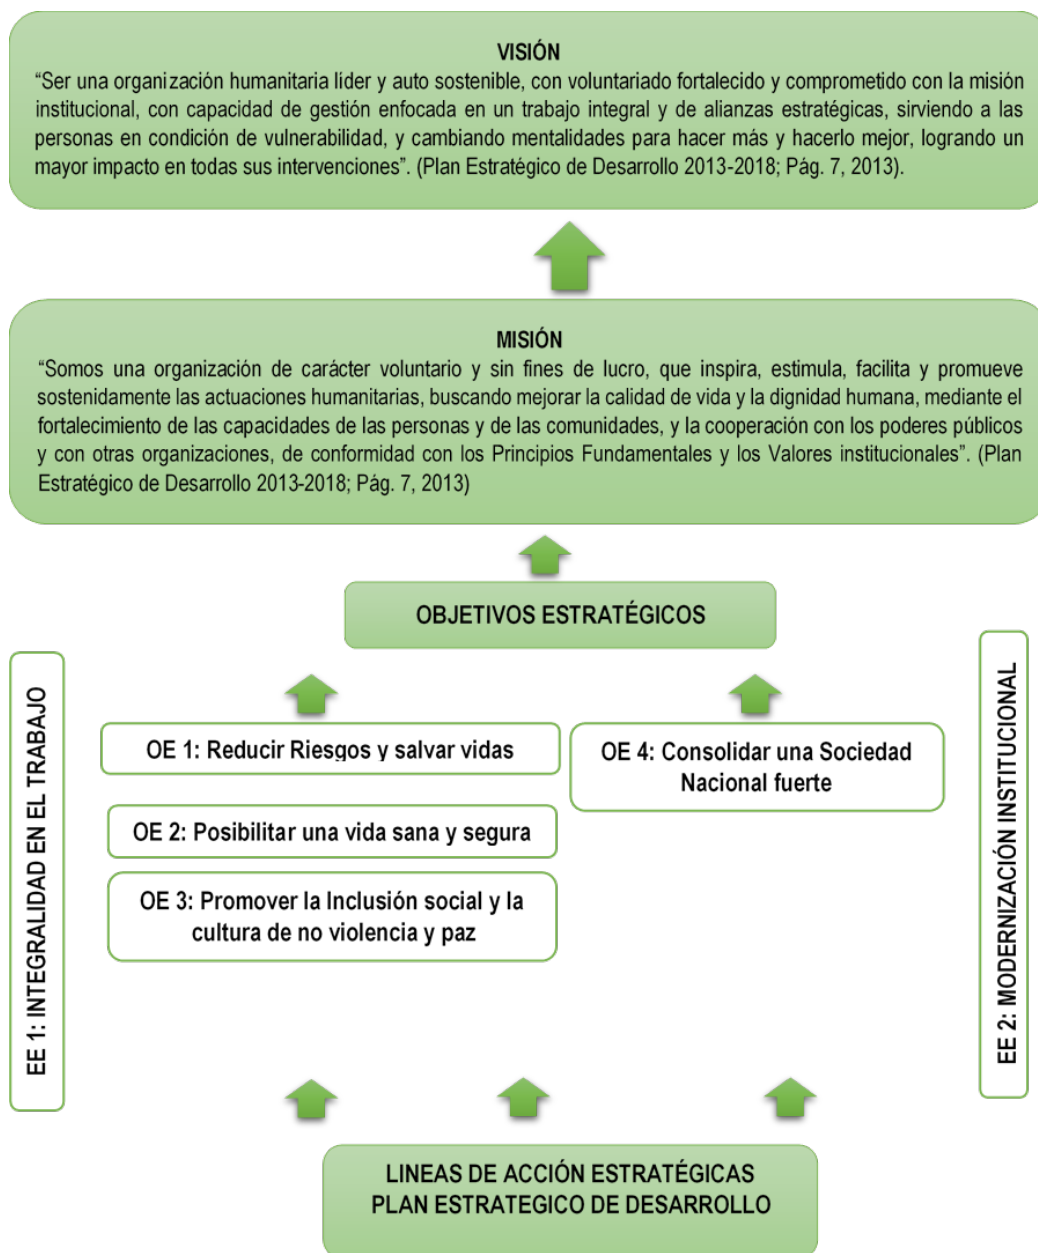 VISIÓN
“Ser una organización humanitaria líder y auto sostenible, con voluntariado fortalecido y comprometido con la misión
institucional, con capacidad de gestión enfocada en un trabajo integral y de alianzas estratégicas, sirviendo a las
personas en condición de vulnerabilidad, y cambiando mentalidades para hacer más y hacerlo mejor, logrando un
mayor impacto en todas sus intervenciones”. (Plan Estratégico de Desarrollo 2013-2018; Pág. 7, 2013).
MISIÓN
“Somos una organización de carácter voluntario y sin fines de lucro, que inspira, estimula, facilita y promueve
sostenidamente las actuaciones humanitarias, buscando mejorar la calidad de vida y la dignidad humana, mediante el
fortalecimiento de las capacidades de las personas y de las comunidades, y la cooperación con los poderes públicos
y con otras organizaciones, de conformidad con los Principios Fundamentales y los Valores institucionales”. (Plan
Estratégico de Desarrollo 2013-2018; Pág. 7, 2013)
OBJETIVOS ESTRATÉGICOS
EE 1: INTEGRALIDAD EN EL TRABAJO
OE 1: Reducir Riesgos y salvar vidas
OE 2: Posibilitar una vida sana y segura
OE 3: Promover la Inclusión social y la
cultura de no violencia y paz
OE 4: Consolidar una Sociedad
Nacional fuerte
EE 2: MODERNIZACIÓN INSTITUCIONAL
LINEAS DE ACCIÓN ESTRATÉGICAS
PLAN ESTRATEGICO DE DESARROLLO